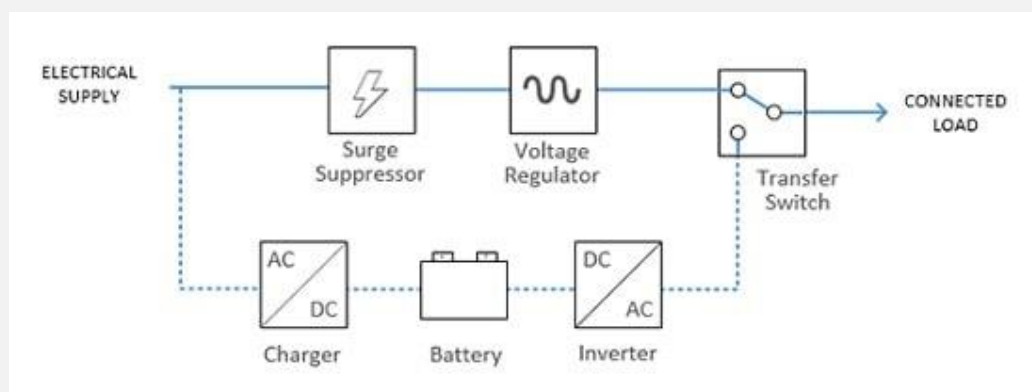 ELECTRICAL
SUPPLY
Surge
Suppressor
Voltage
Regulator
Transfer
Switch
CONNECTED
LOAD
AC
DC
Charger
Battery
DC
AC
Inverter